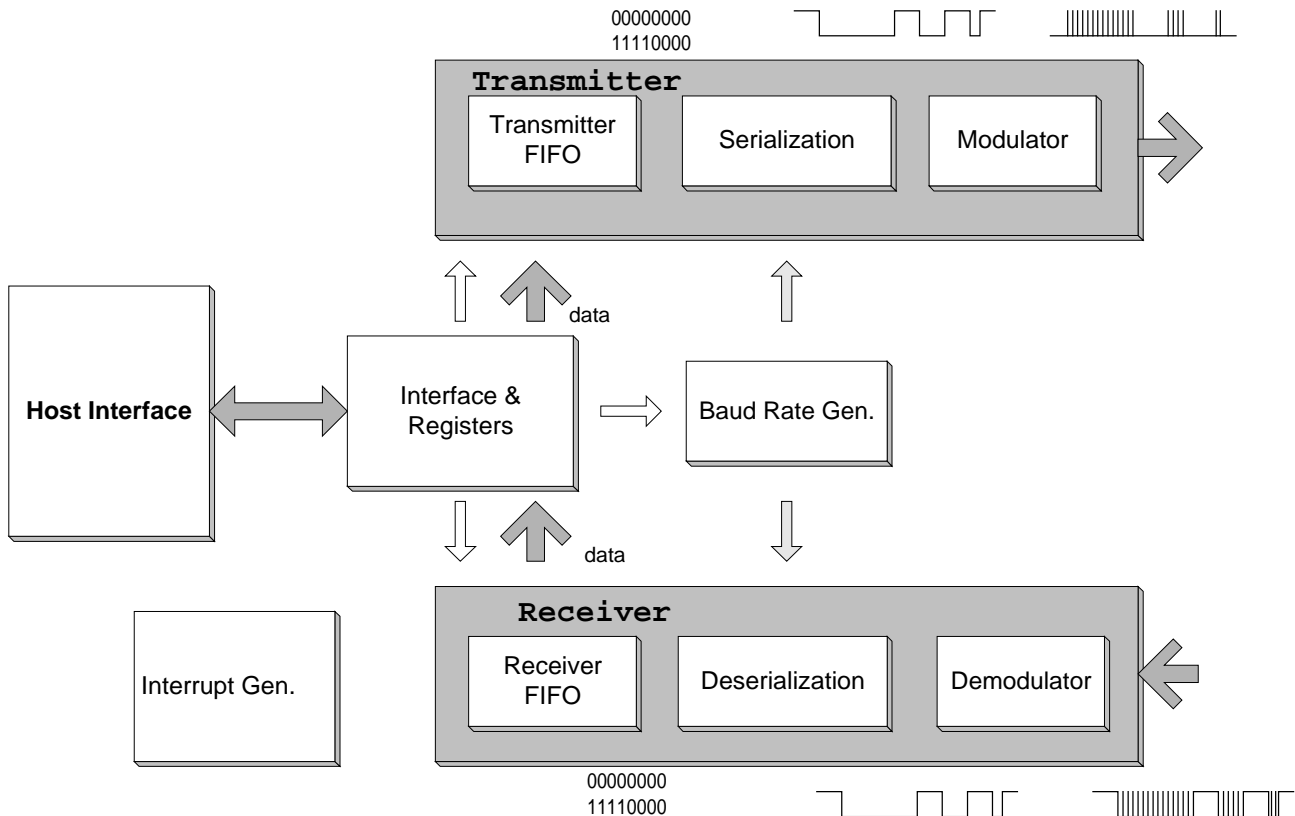 00000000
11110000
Transmitter
Transmitter
FIFO
Serialization
Modulator
data
Host Interface
Interface &
Registers
Baud Rate Gen.
data
Receiver
Interrupt Gen.
Receiver
FIFO
Deserialization
Demodulator
00000000
11110000